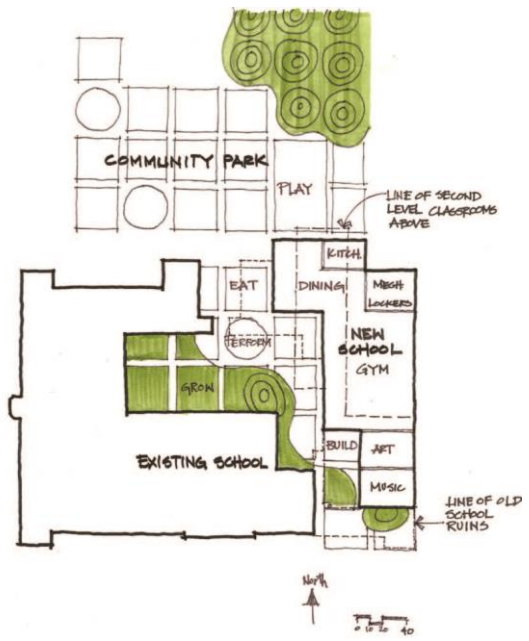 COMMUNITY PARK
PLAY
LINE OF SECOND
LEVEL CLASSROOMS
ABOVE
KITCH.
EAT
DINING
MECH
LOCKERS
PERFORM
NEW
SCHOOL
GYM
GROW
BUILD
ART
EXISTING SCHOOL
MUSIC
LINE OF OLD
SCHOOL
RUINS
North
0 10 20 40